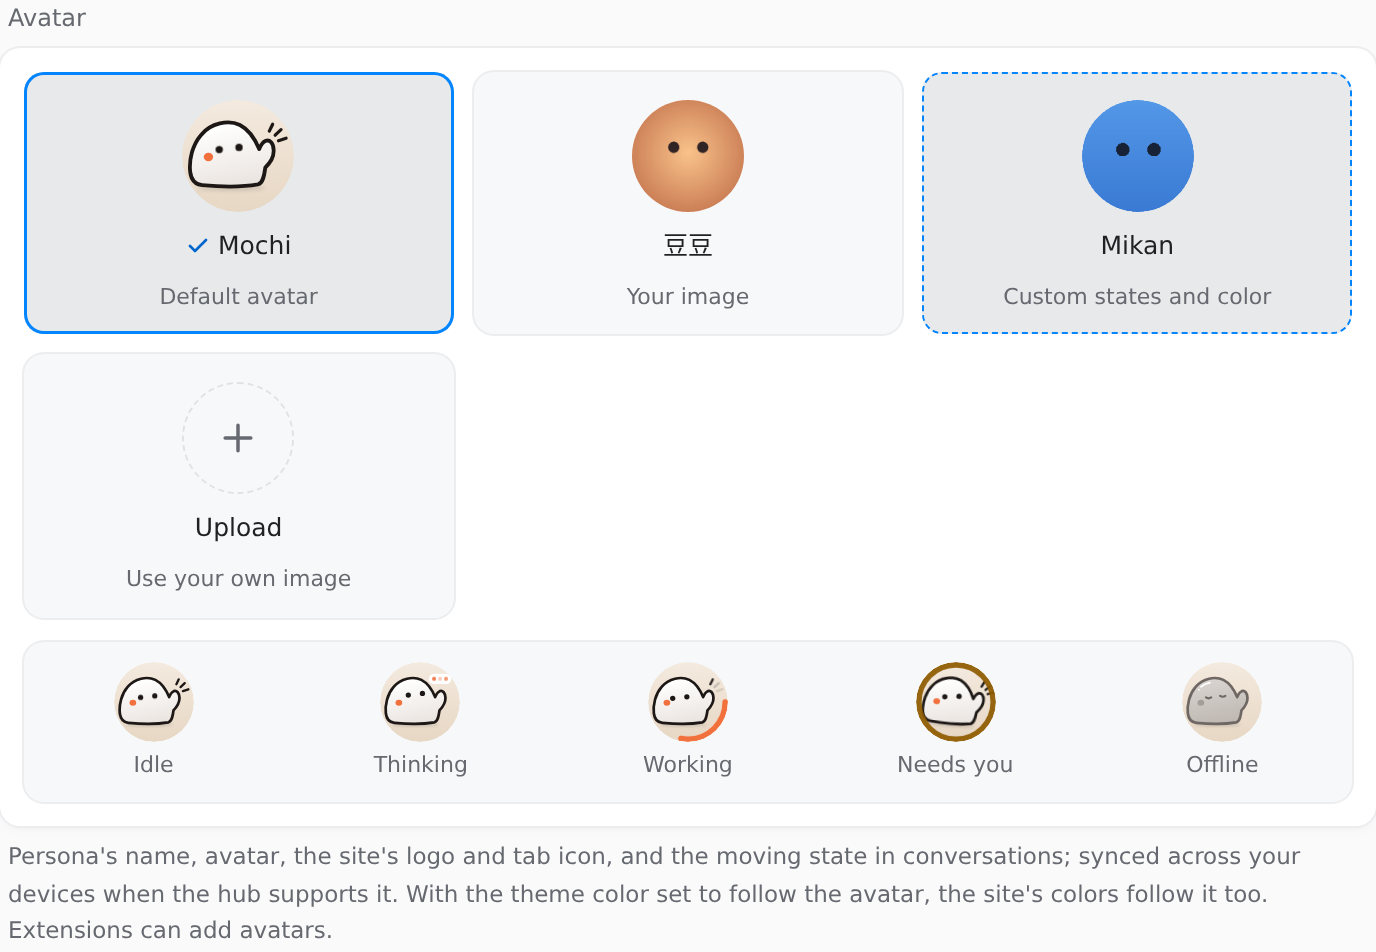 Avatar
Mochi
Default avatar
豆豆
Your image
Mikan
Custom states and color
Upload
Use your own image
Idle
Thinking
Working
Needs you
Offline
Persona's name, avatar, the site's logo and tab icon, and the moving state in conversations; synced across your
devices when the hub supports it. With the theme color set to follow the avatar, the site's colors follow it too.
Extensions can add avatars.